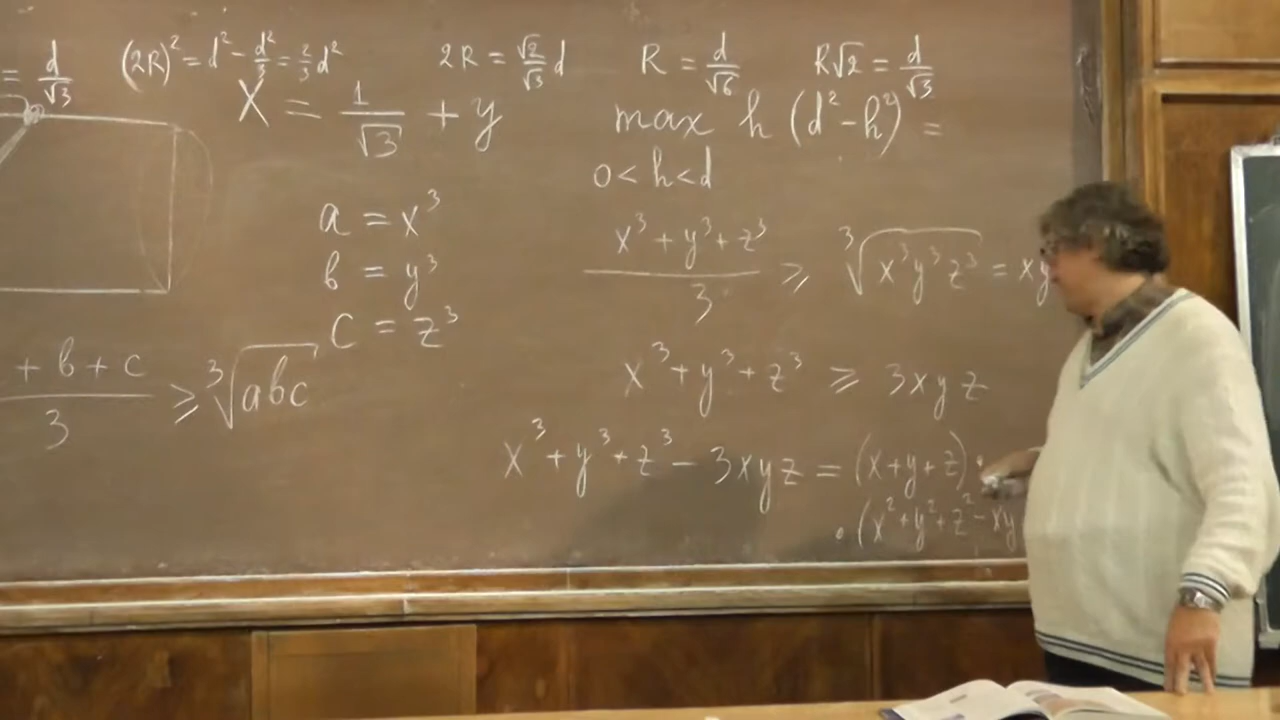 = d/√3 (2R)² = d² - d²/3 = 2/3 d² 2R = √2/√3 d R = d/√6 R√2 = d/√3
X = 1/√3 + y
max h (d² - h²) =
0 < h < d
a = x³
b = y³
c = z³
(x³ + y³ + z³)/3 ≥ ³√(x³y³z³) = xy
+ b + c / 3 ≥ ³√(abc)
x³ + y³ + z³ ≥ 3xyz
x³ + y³ + z³ - 3xyz = (x + y + z) ·
· (x² + y² + z² - xy